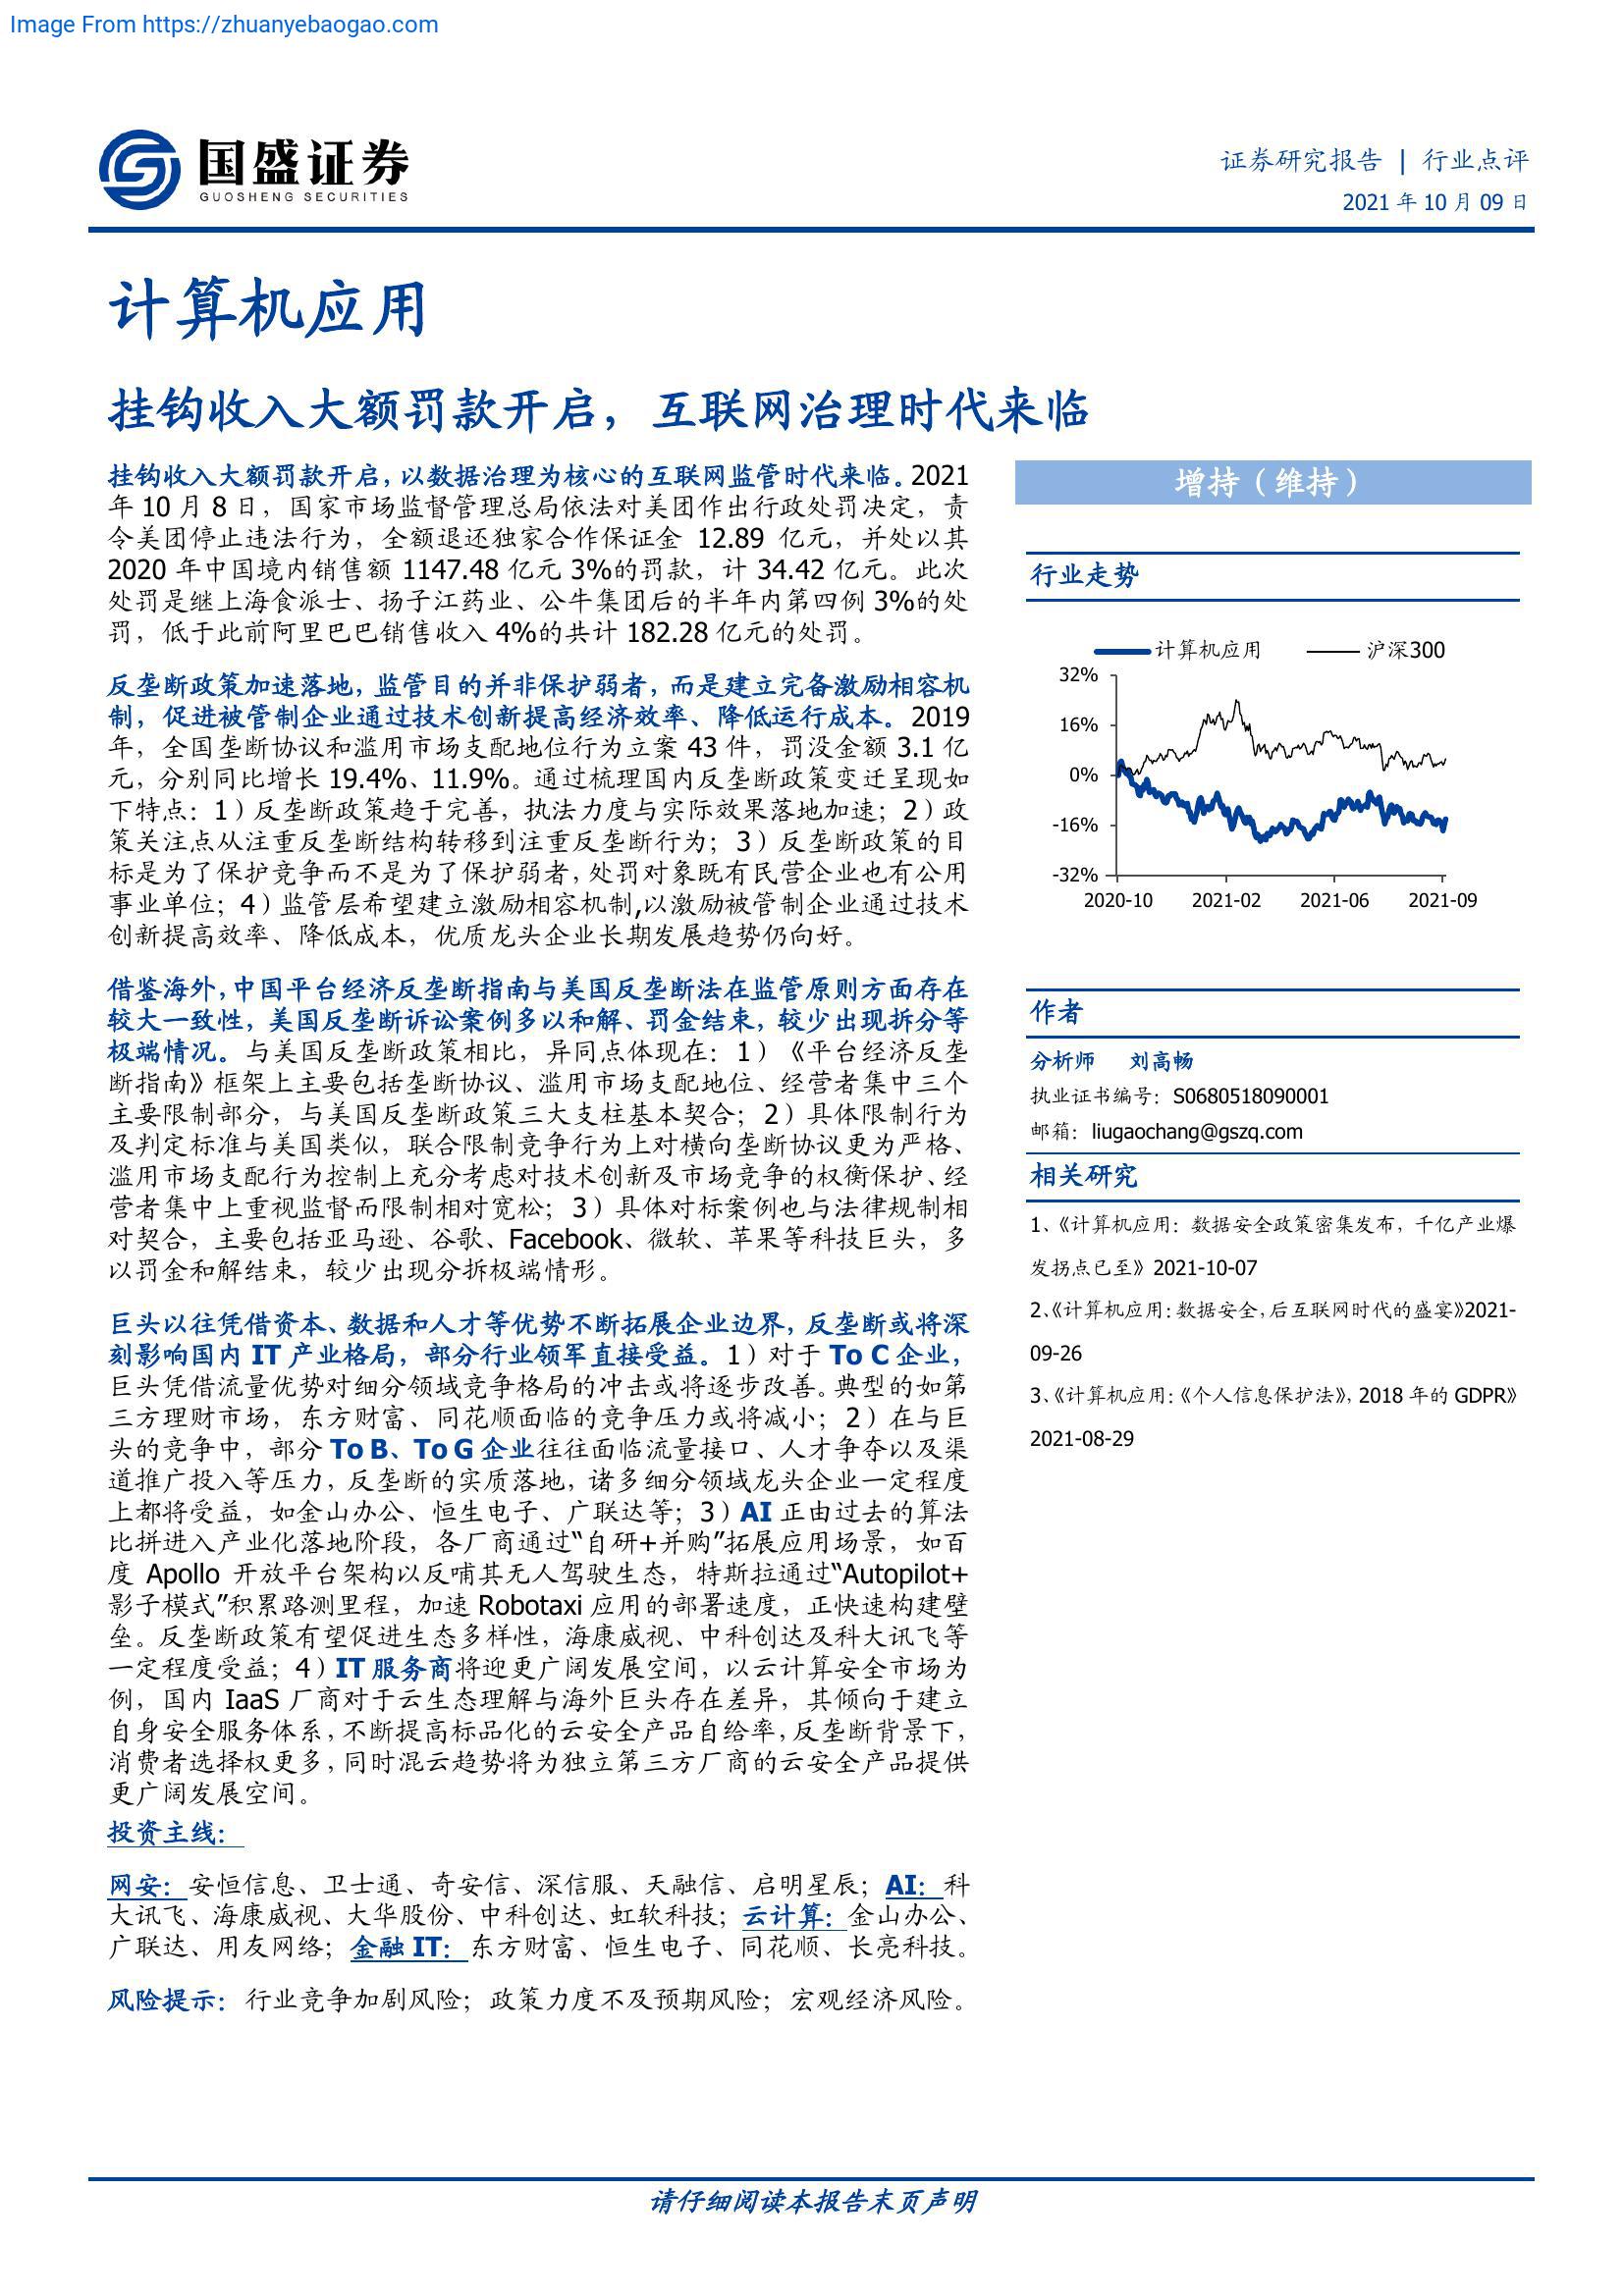 Image From https://zhuanyebaogao.com
国盛证券
GUOSHENG SECURITIES
证券研究报告 | 行业点评
2021 年 10 月 09 日
计算机应用
挂钩收入大额罚款开启，互联网治理时代来临
挂钩收入大额罚款开启，以数据治理为核心的互联网监管时代来临。2021
年 10 月 8 日，国家市场监督管理总局依法对美团作出行政处罚决定，责
令美团停止违法行为，全额退还独家合作保证金 12.89 亿元，并处以其
2020 年中国境内销售额 1147.48 亿元 3%的罚款，计 34.42 亿元。此次
处罚是继上海食派士、扬子江药业、公牛集团后的半年内第四例 3%的处
罚，低于此前阿里巴巴销售收入 4%的共计 182.28 亿元的处罚。
反垄断政策加速落地，监管目的并非保护弱者，而是建立完备激励相容机
制，促进被管制企业通过技术创新提高经济效率、降低运行成本。2019
年，全国垄断协议和滥用市场支配地位行为立案 43 件，罚没金额 3.1 亿
元，分别同比增长 19.4%、11.9%。通过梳理国内反垄断政策变迁呈现如
下特点：1）反垄断政策趋于完善，执法力度与实际效果落地加速；2）政
策关注点从注重反垄断结构转移到注重反垄断行为；3）反垄断政策的目
标是为了保护竞争而不是为了保护弱者，处罚对象既有民营企业也有公用
事业单位；4）监管层希望建立激励相容机制,以激励被管制企业通过技术
创新提高效率、降低成本，优质龙头企业长期发展趋势仍向好。
借鉴海外，中国平台经济反垄断指南与美国反垄断法在监管原则方面存在
较大一致性，美国反垄断诉讼案例多以和解、罚金结束，较少出现拆分等
极端情况。与美国反垄断政策相比，异同点体现在：1）《平台经济反垄
断指南》框架上主要包括垄断协议、滥用市场支配地位、经营者集中三个
主要限制部分，与美国反垄断政策三大支柱基本契合；2）具体限制行为
及判定标准与美国类似，联合限制竞争行为上对横向垄断协议更为严格、
滥用市场支配行为控制上充分考虑对技术创新及市场竞争的权衡保护、经
营者集中上重视监督而限制相对宽松；3）具体对标案例也与法律规制相
对契合，主要包括亚马逊、谷歌、Facebook、微软、苹果等科技巨头，多
以罚金和解结束，较少出现分拆极端情形。
巨头以往凭借资本、数据和人才等优势不断拓展企业边界，反垄断或将深
刻影响国内 IT 产业格局，部分行业领军直接受益。1）对于 To C 企业，
巨头凭借流量优势对细分领域竞争格局的冲击或将逐步改善。典型的如第
三方理财市场，东方财富、同花顺面临的竞争压力或将减小；2）在与巨
头的竞争中，部分 To B、To G 企业往往面临流量接口、人才争夺以及渠
道推广投入等压力，反垄断的实质落地，诸多细分领域龙头企业一定程度
上都将受益，如金山办公、恒生电子、广联达等；3）AI 正由过去的算法
比拼进入产业化落地阶段，各厂商通过“自研+并购”拓展应用场景，如百
度 Apollo 开放平台架构以反哺其无人驾驶生态，特斯拉通过“Autopilot+
影子模式”积累路测里程，加速 Robotaxi 应用的部署速度，正快速构建壁
垒。反垄断政策有望促进生态多样性，海康威视、中科创达及科大讯飞等
一定程度受益；4）IT 服务商将迎更广阔发展空间，以云计算安全市场为
例，国内 IaaS 厂商对于云生态理解与海外巨头存在差异，其倾向于建立
自身安全服务体系，不断提高标品化的云安全产品自给率，反垄断背景下，
消费者选择权更多，同时混云趋势将为独立第三方厂商的云安全产品提供
更广阔发展空间。
投资主线：
网安：安恒信息、卫士通、奇安信、深信服、天融信、启明星辰；AI：科
大讯飞、海康威视、大华股份、中科创达、虹软科技；云计算：金山办公、
广联达、用友网络；金融 IT：东方财富、恒生电子、同花顺、长亮科技。
风险提示：行业竞争加剧风险；政策力度不及预期风险；宏观经济风险。
增持（维持）
行业走势
计算机应用 沪深300
32%
16%
0%
-16%
-32%
2020-10 2021-02 2021-06 2021-09
作者
分析师 刘高畅
执业证书编号：S0680518090001
邮箱：liugaochang@gszq.com
相关研究
1、《计算机应用：数据安全政策密集发布，千亿产业爆
发拐点已至》2021-10-07
2、《计算机应用：数据安全，后互联网时代的盛宴》2021-
09-26
3、《计算机应用：《个人信息保护法》，2018 年的 GDPR》
2021-08-29
请仔细阅读本报告末页声明